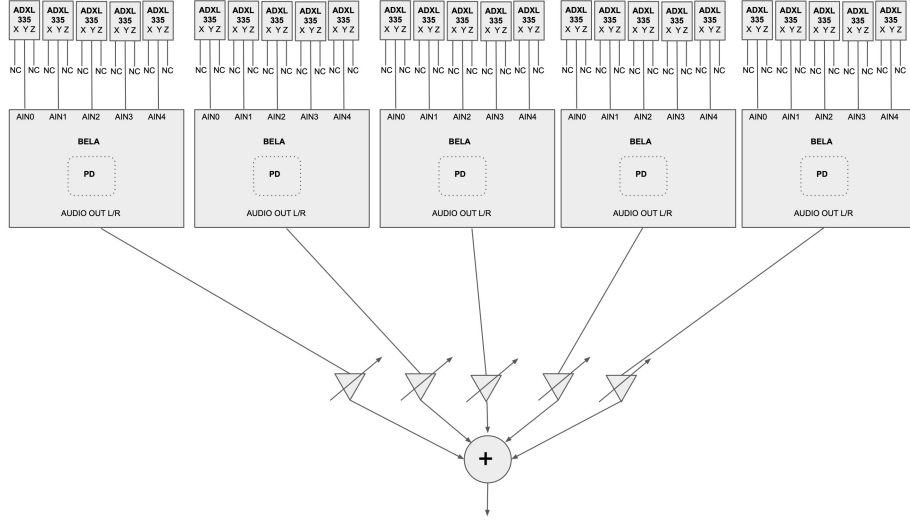 ADXL ADXL ADXL ADXL ADXL ADXL ADXL ADXL ADXL ADXL ADXL ADXL ADXL ADXL ADXL ADXL ADXL ADXL ADXL ADXL ADXL ADXL ADXL ADXL ADXL
335 335 335 335 335 335 335 335 335 335 335 335 335 335 335 335 335 335 335 335 335 335 335 335 335
X Y Z X Y Z X Y Z X Y Z X Y Z X Y Z X Y Z X Y Z X Y Z X Y Z X Y Z X Y Z X Y Z X Y Z X Y Z X Y Z X Y Z X Y Z X Y Z X Y Z X Y Z X Y Z X Y Z X Y Z X Y Z
NC NC NC NC NC NC NC NC NC NC NC NC NC NC NC NC NC NC NC NC NC NC NC NC NC NC NC NC NC NC NC NC NC NC NC NC NC NC NC NC NC NC NC NC NC NC NC NC NC NC
AIN0 AIN1 AIN2 AIN3 AIN4 AIN0 AIN1 AIN2 AIN3 AIN4 AIN0 AIN1 AIN2 AIN3 AIN4 AIN0 AIN1 AIN2 AIN3 AIN4 AIN0 AIN1 AIN2 AIN3 AIN4
BELA BELA BELA BELA BELA
PD PD PD PD PD
AUDIO OUT L/R AUDIO OUT L/R AUDIO OUT L/R AUDIO OUT L/R AUDIO OUT L/R
+